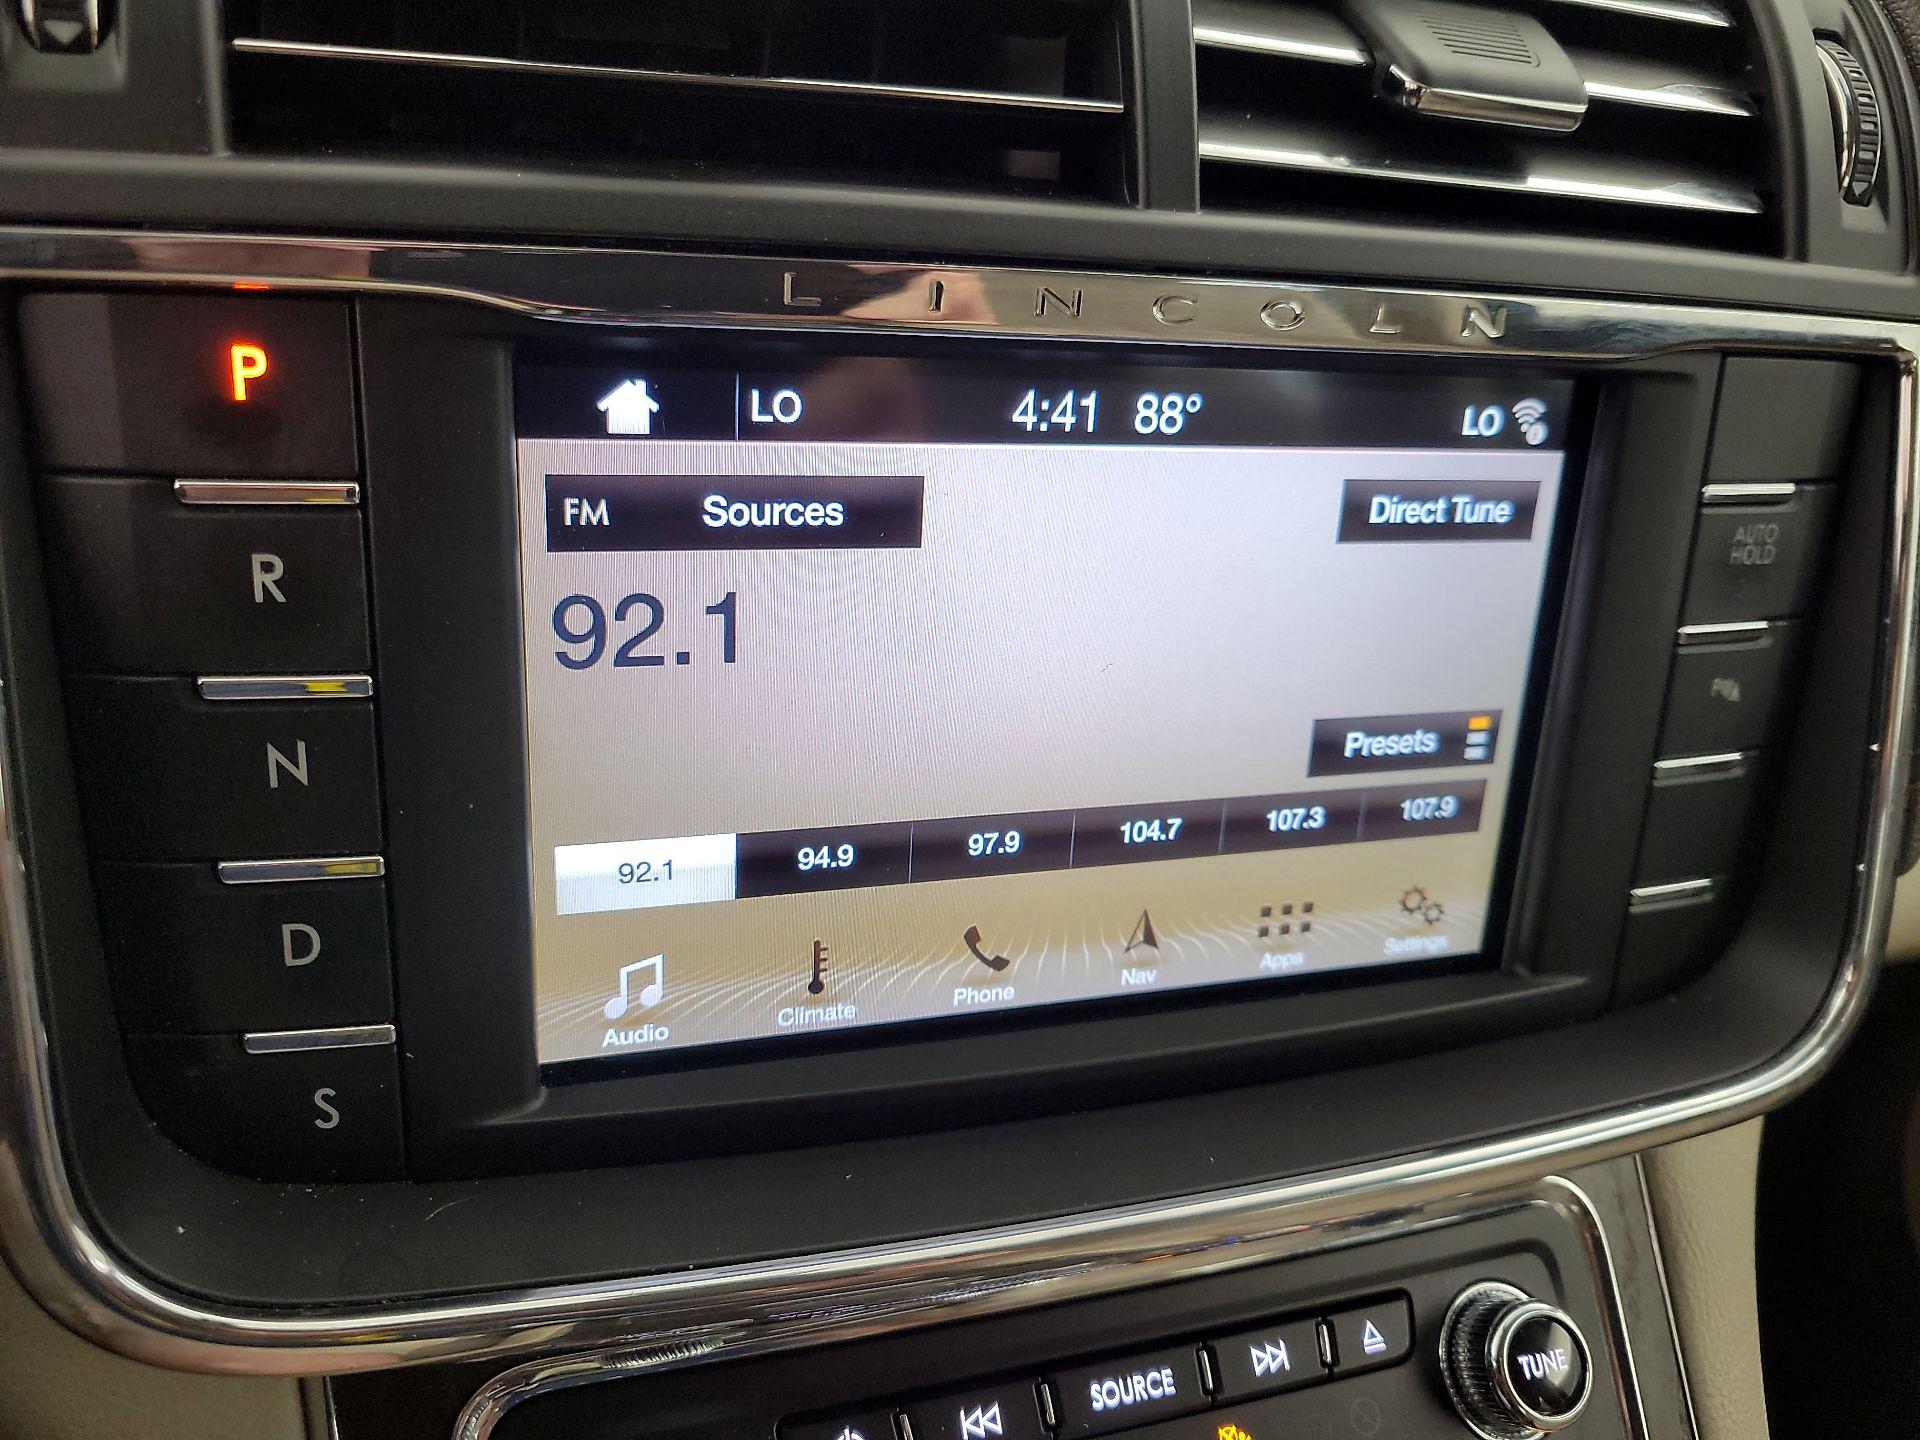 LINCOLN
P
R
N
D
S
LO 4:41 88° LO
FM Sources
Direct Tune
92.1
Presets
92.1 94.9 97.9 104.7 107.3 107.9
Audio Climate Phone Nav Apps Settings
AUTO
HOLD
SOURCE
TUNE